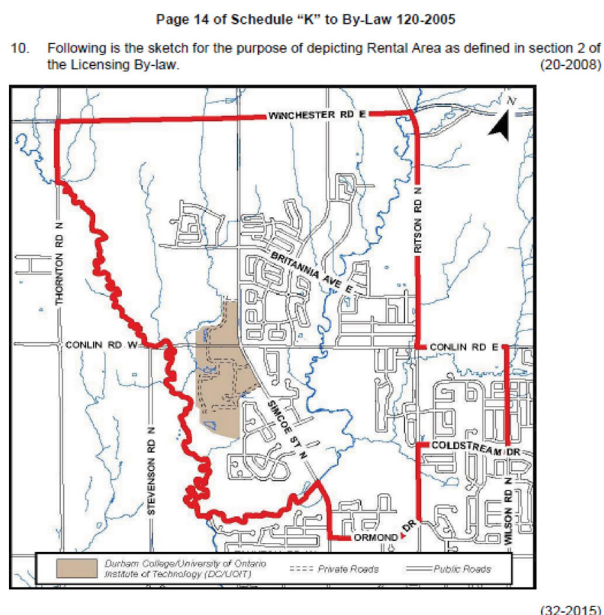 Page 14 of Schedule “K” to By-Law 120-2005
10. Following is the sketch for the purpose of depicting Rental Area as defined in section 2 of
the Licensing By-law. (20-2008)
N
WINCHESTER RD E
THORNTON RD N
RITSON RD N
BRITANNIA AVE E
CONLIN RD W
CONLIN RD E
SIMCOE ST N
STEVENSON RD N
COLDSTREAM DR
WILSON RD N
ORMOND DR
Durham College/University of Ontario
Institute of Technology (DC/UOIT)
Private Roads
Public Roads
(32-2015)